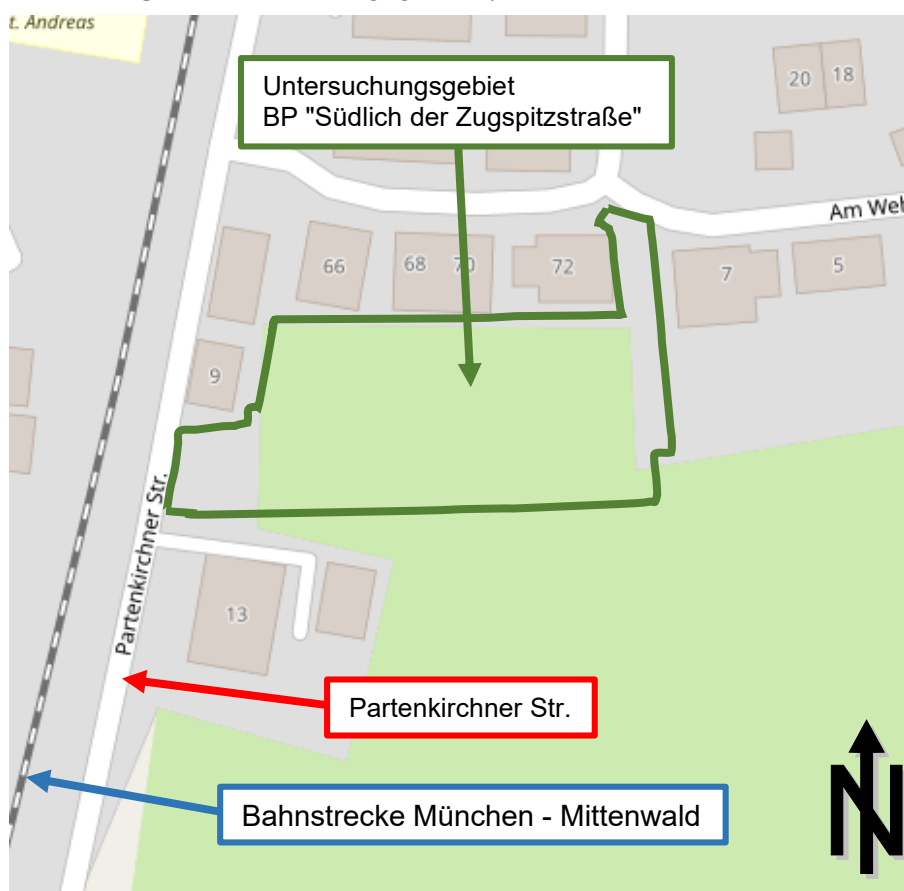 t. Andreas
Untersuchungsgebiet
BP "Südlich der Zugspitzstraße"
20
18
Am Weh
66
68
70
72
7
5
9
Partenkirchner Str.
13
Partenkirchner Str.
Bahnstrecke München - Mittenwald
N